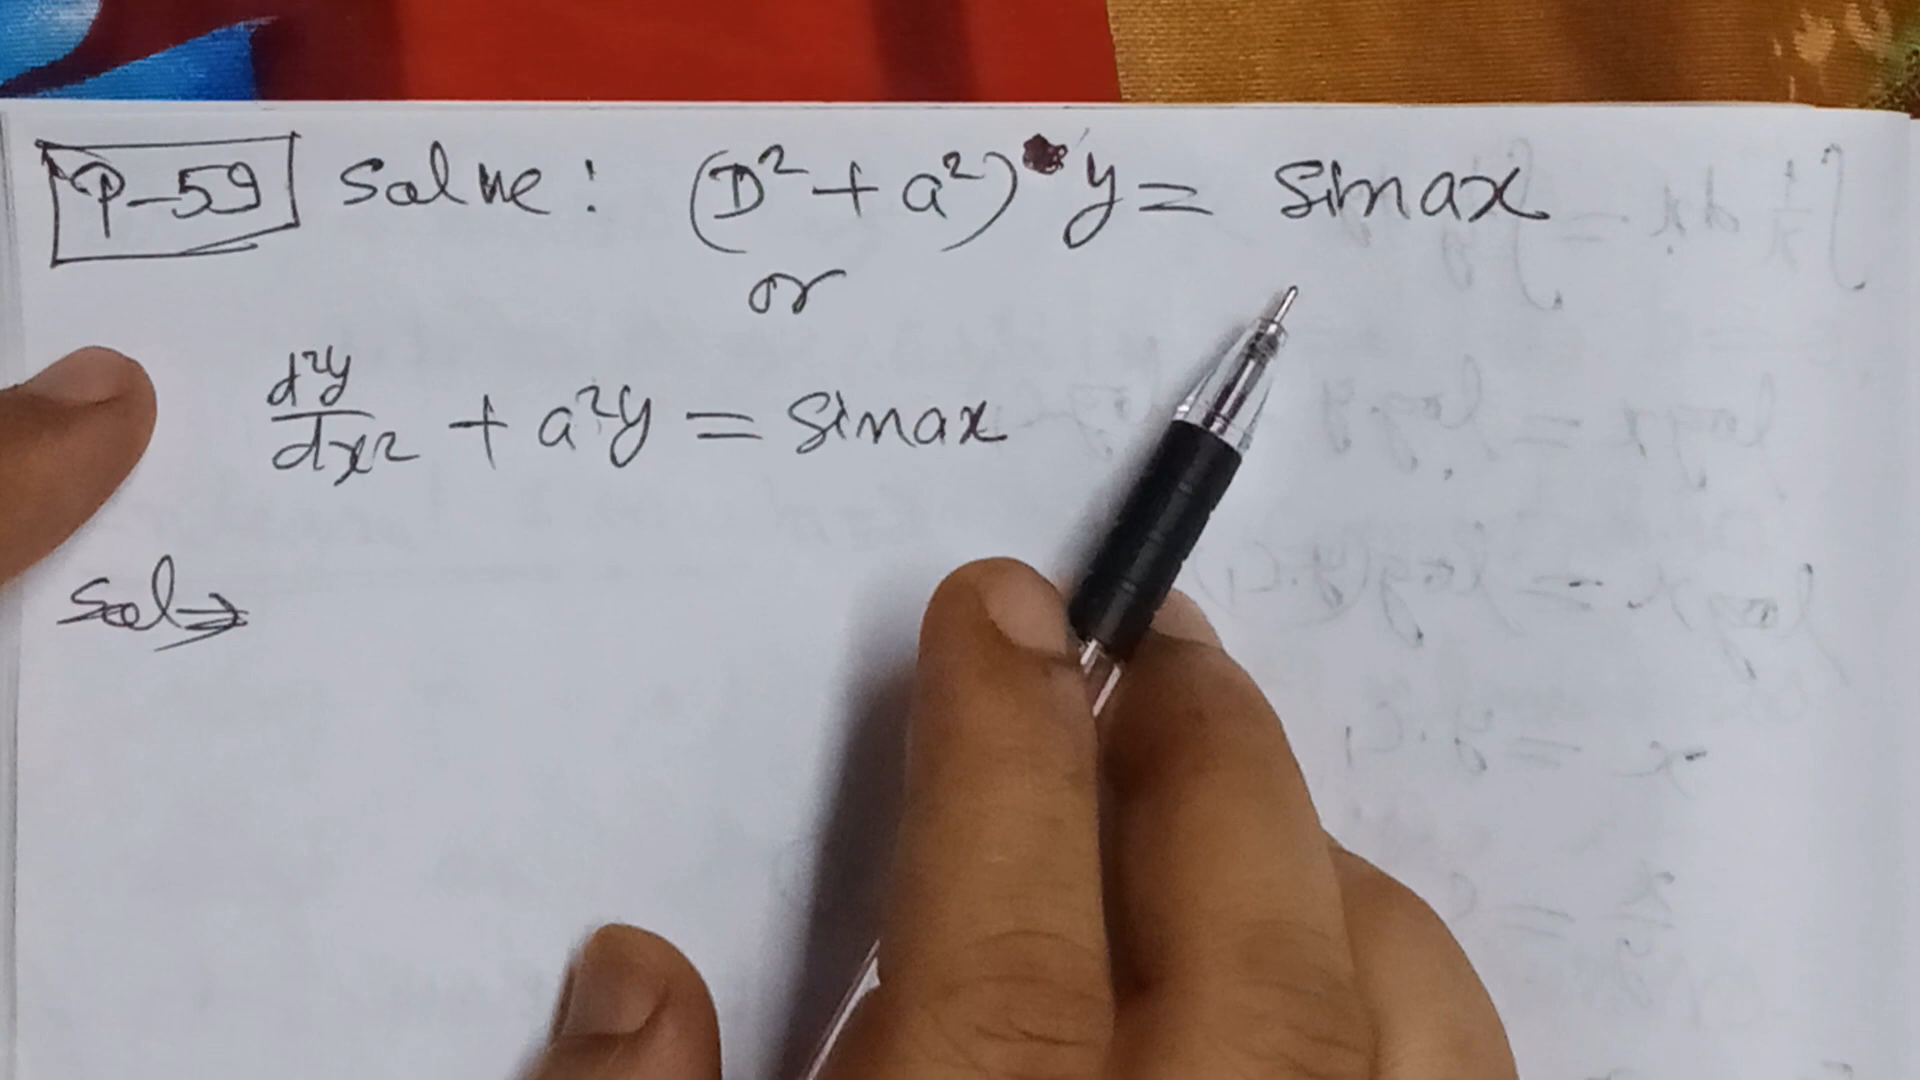 P-59 Solve: (D² + a²) y = sin ax
or
d²y/dx² + a²y = sin ax
Sol→